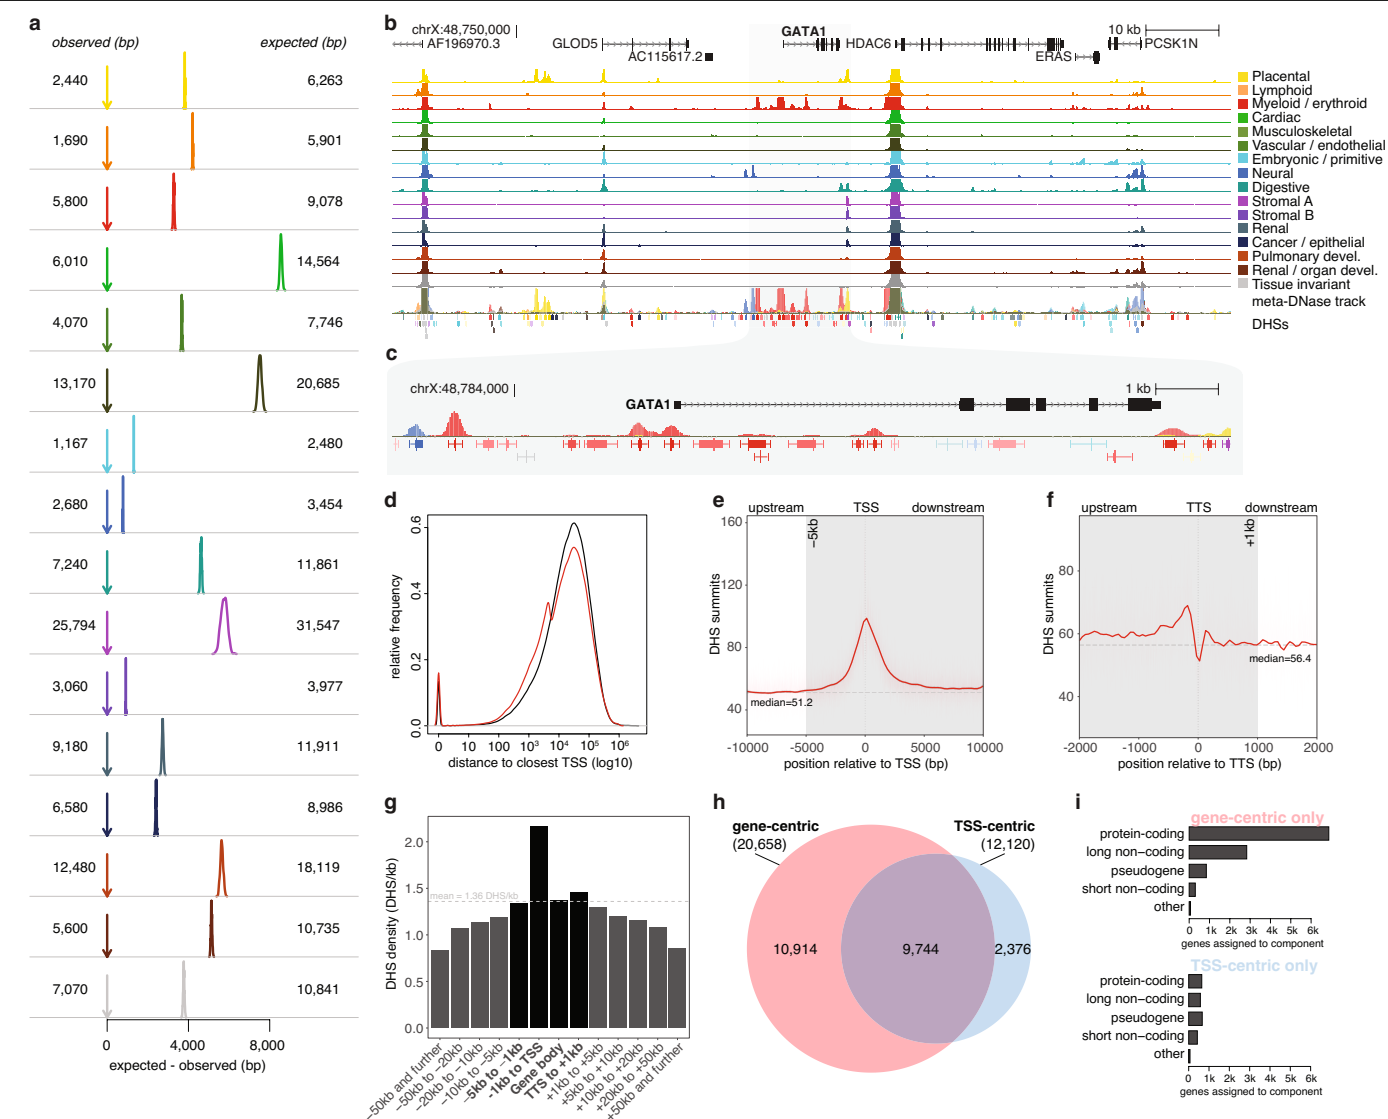 a
observed (bp)
expected (bp)
2,440
6,263
1,690
5,901
5,800
9,078
6,010
14,564
4,070
7,746
13,170
20,685
1,167
2,480
2,680
3,454
7,240
11,861
25,794
31,547
3,060
3,977
9,180
11,911
6,580
8,986
12,480
18,119
5,600
10,735
7,070
10,841
0
4,000
8,000
expected - observed (bp)
b
chrX:48,750,000
10 kb
AF196970.3
GLOD5
AC115617.2
GATA1
HDAC6
ERAS
PCSK1N
Placental
Lymphoid
Myeloid / erythroid
Cardiac
Musculoskeletal
Vascular / endothelial
Embryonic / primitive
Neural
Digestive
Stromal A
Stromal B
Renal
Cancer / epithelial
Pulmonary devel.
Renal / organ devel.
Tissue invariant
meta-DNase track
DHSs
c
chrX:48,784,000
1 kb
GATA1
d
relative frequency
0.6
0.4
0.2
0.0
0
10
100
10³
10⁴
10⁵
10⁶
distance to closest TSS (log10)
e
upstream
TSS
downstream
−5kb
DHS summits
160
120
80
40
median=51.2
-10000
-5000
0
5000
10000
position relative to TSS (bp)
f
upstream
TTS
downstream
+1kb
DHS summits
80
60
40
median=56.4
-2000
-1000
0
1000
2000
position relative to TTS (bp)
g
DHS density (DHS/kb)
2.0
1.5
1.0
0.5
0.0
mean = 1.36 DHS/kb
−50kb and further
−50kb to −20kb
−20kb to −10kb
−10kb to −5kb
−5kb to −1kb
-1kb to TSS
Gene body
TTS to +1kb
+1kb to +5kb
+5kb to +10kb
+10kb to +20kb
+20kb to +50kb
+50kb and further
h
gene-centric
(20,658)
TSS-centric
(12,120)
10,914
9,744
2,376
i
gene-centric only
protein-coding
long non−coding
pseudogene
short non−coding
other
0 1k 2k 3k 4k 5k 6k
genes assigned to component
TSS-centric only
protein-coding
long non−coding
pseudogene
short non−coding
other
0 1k 2k 3k 4k 5k 6k
genes assigned to component